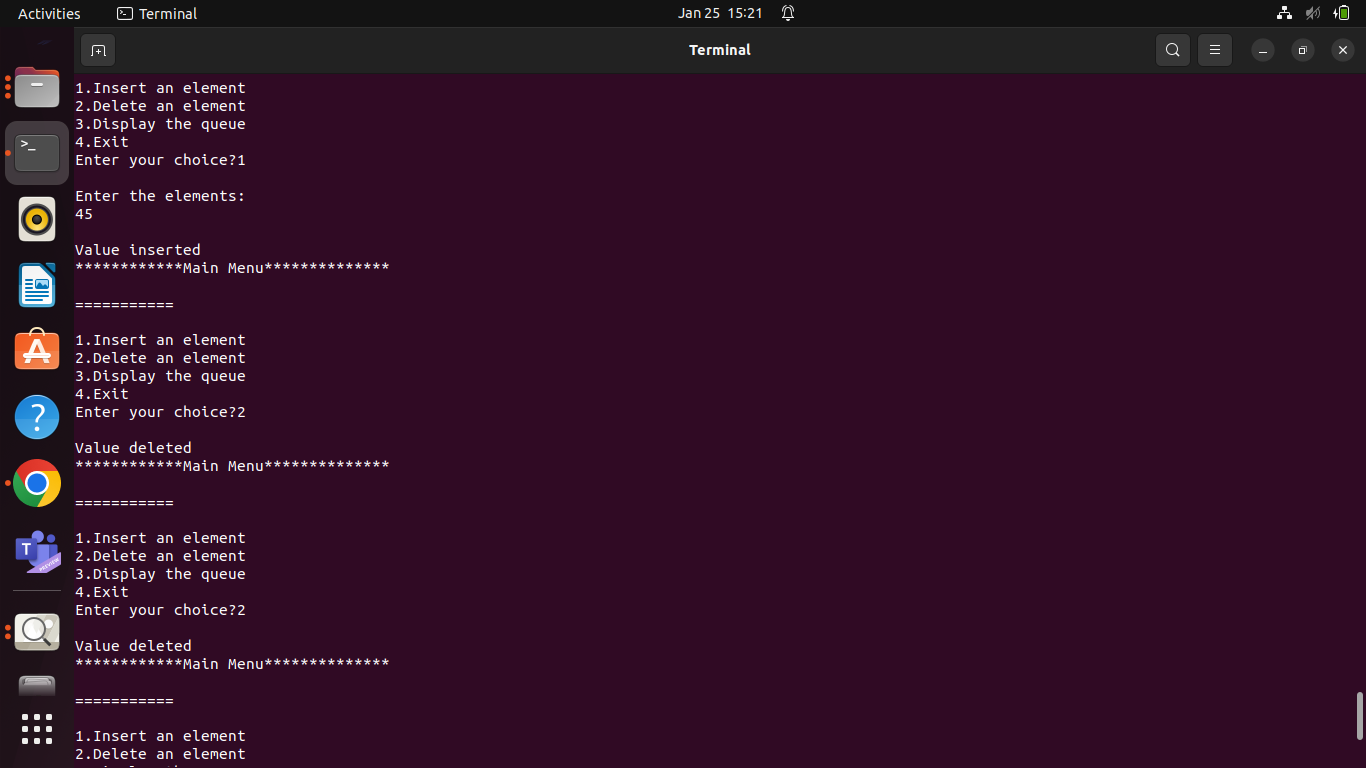 Activities Terminal Jan 25 15:21
Terminal
1.Insert an element
2.Delete an element
3.Display the queue
4.Exit
Enter your choice?1
Enter the elements:
45
Value inserted
************Main Menu**************
===========
1.Insert an element
2.Delete an element
3.Display the queue
4.Exit
Enter your choice?2
Value deleted
************Main Menu**************
===========
1.Insert an element
2.Delete an element
3.Display the queue
4.Exit
Enter your choice?2
Value deleted
************Main Menu**************
===========
1.Insert an element
2.Delete an element
>_
?
T
PREVIEW